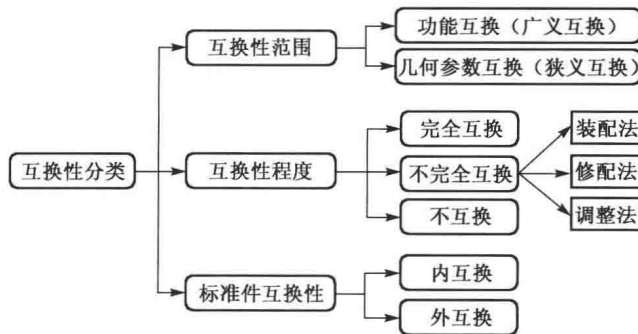 互换性分类
互换性范围
功能互换（广义互换）
几何参数互换（狭义互换）
互换性程度
完全互换
不完全互换
装配法
修配法
调整法
不互换
标准件互换性
内互换
外互换